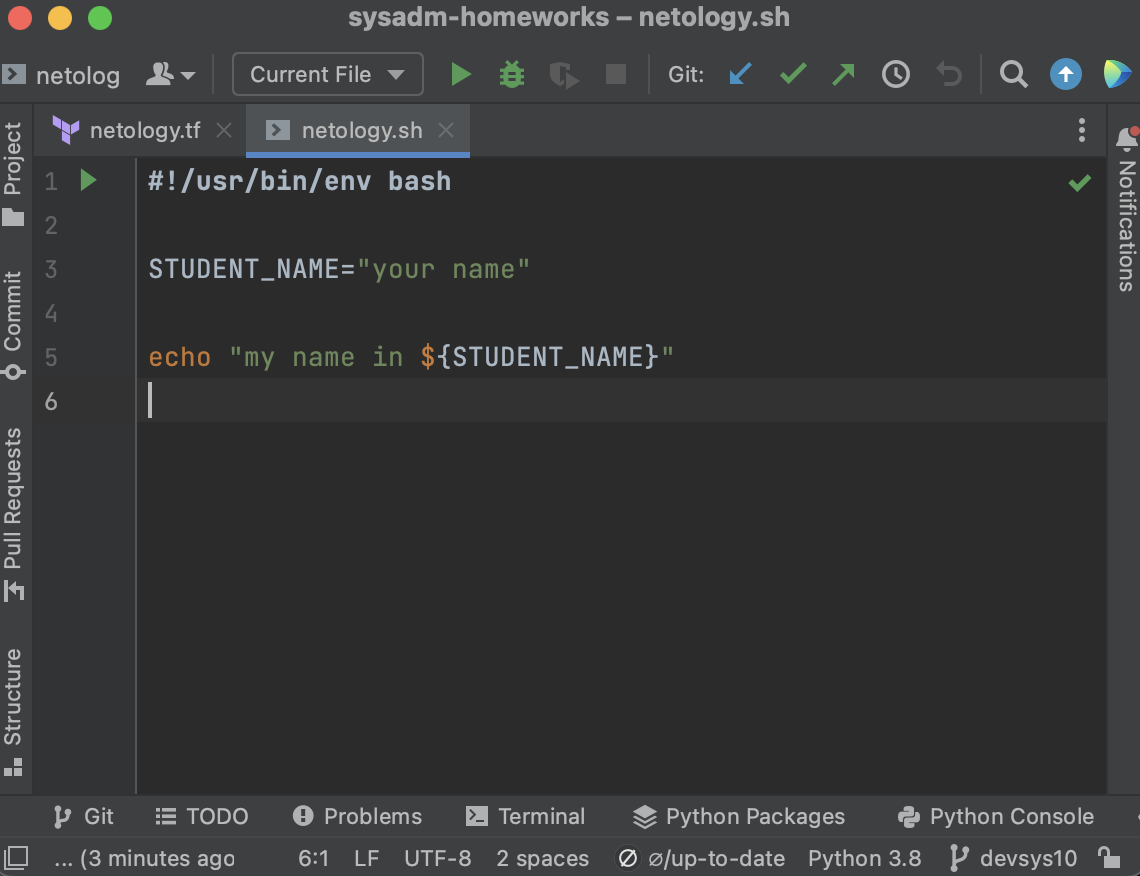 sysadm-homeworks – netology.sh
netolog
Current File
Git:
netology.tf
netology.sh
Project
Commit
Pull Requests
Structure
Notifications
1 #!/usr/bin/env bash
2
3 STUDENT_NAME="your name"
4
5 echo "my name in ${STUDENT_NAME}"
6
Git TODO Problems Terminal Python Packages Python Console
... (3 minutes ago 6:1 LF UTF-8 2 spaces ∅/up-to-date Python 3.8 devsys10